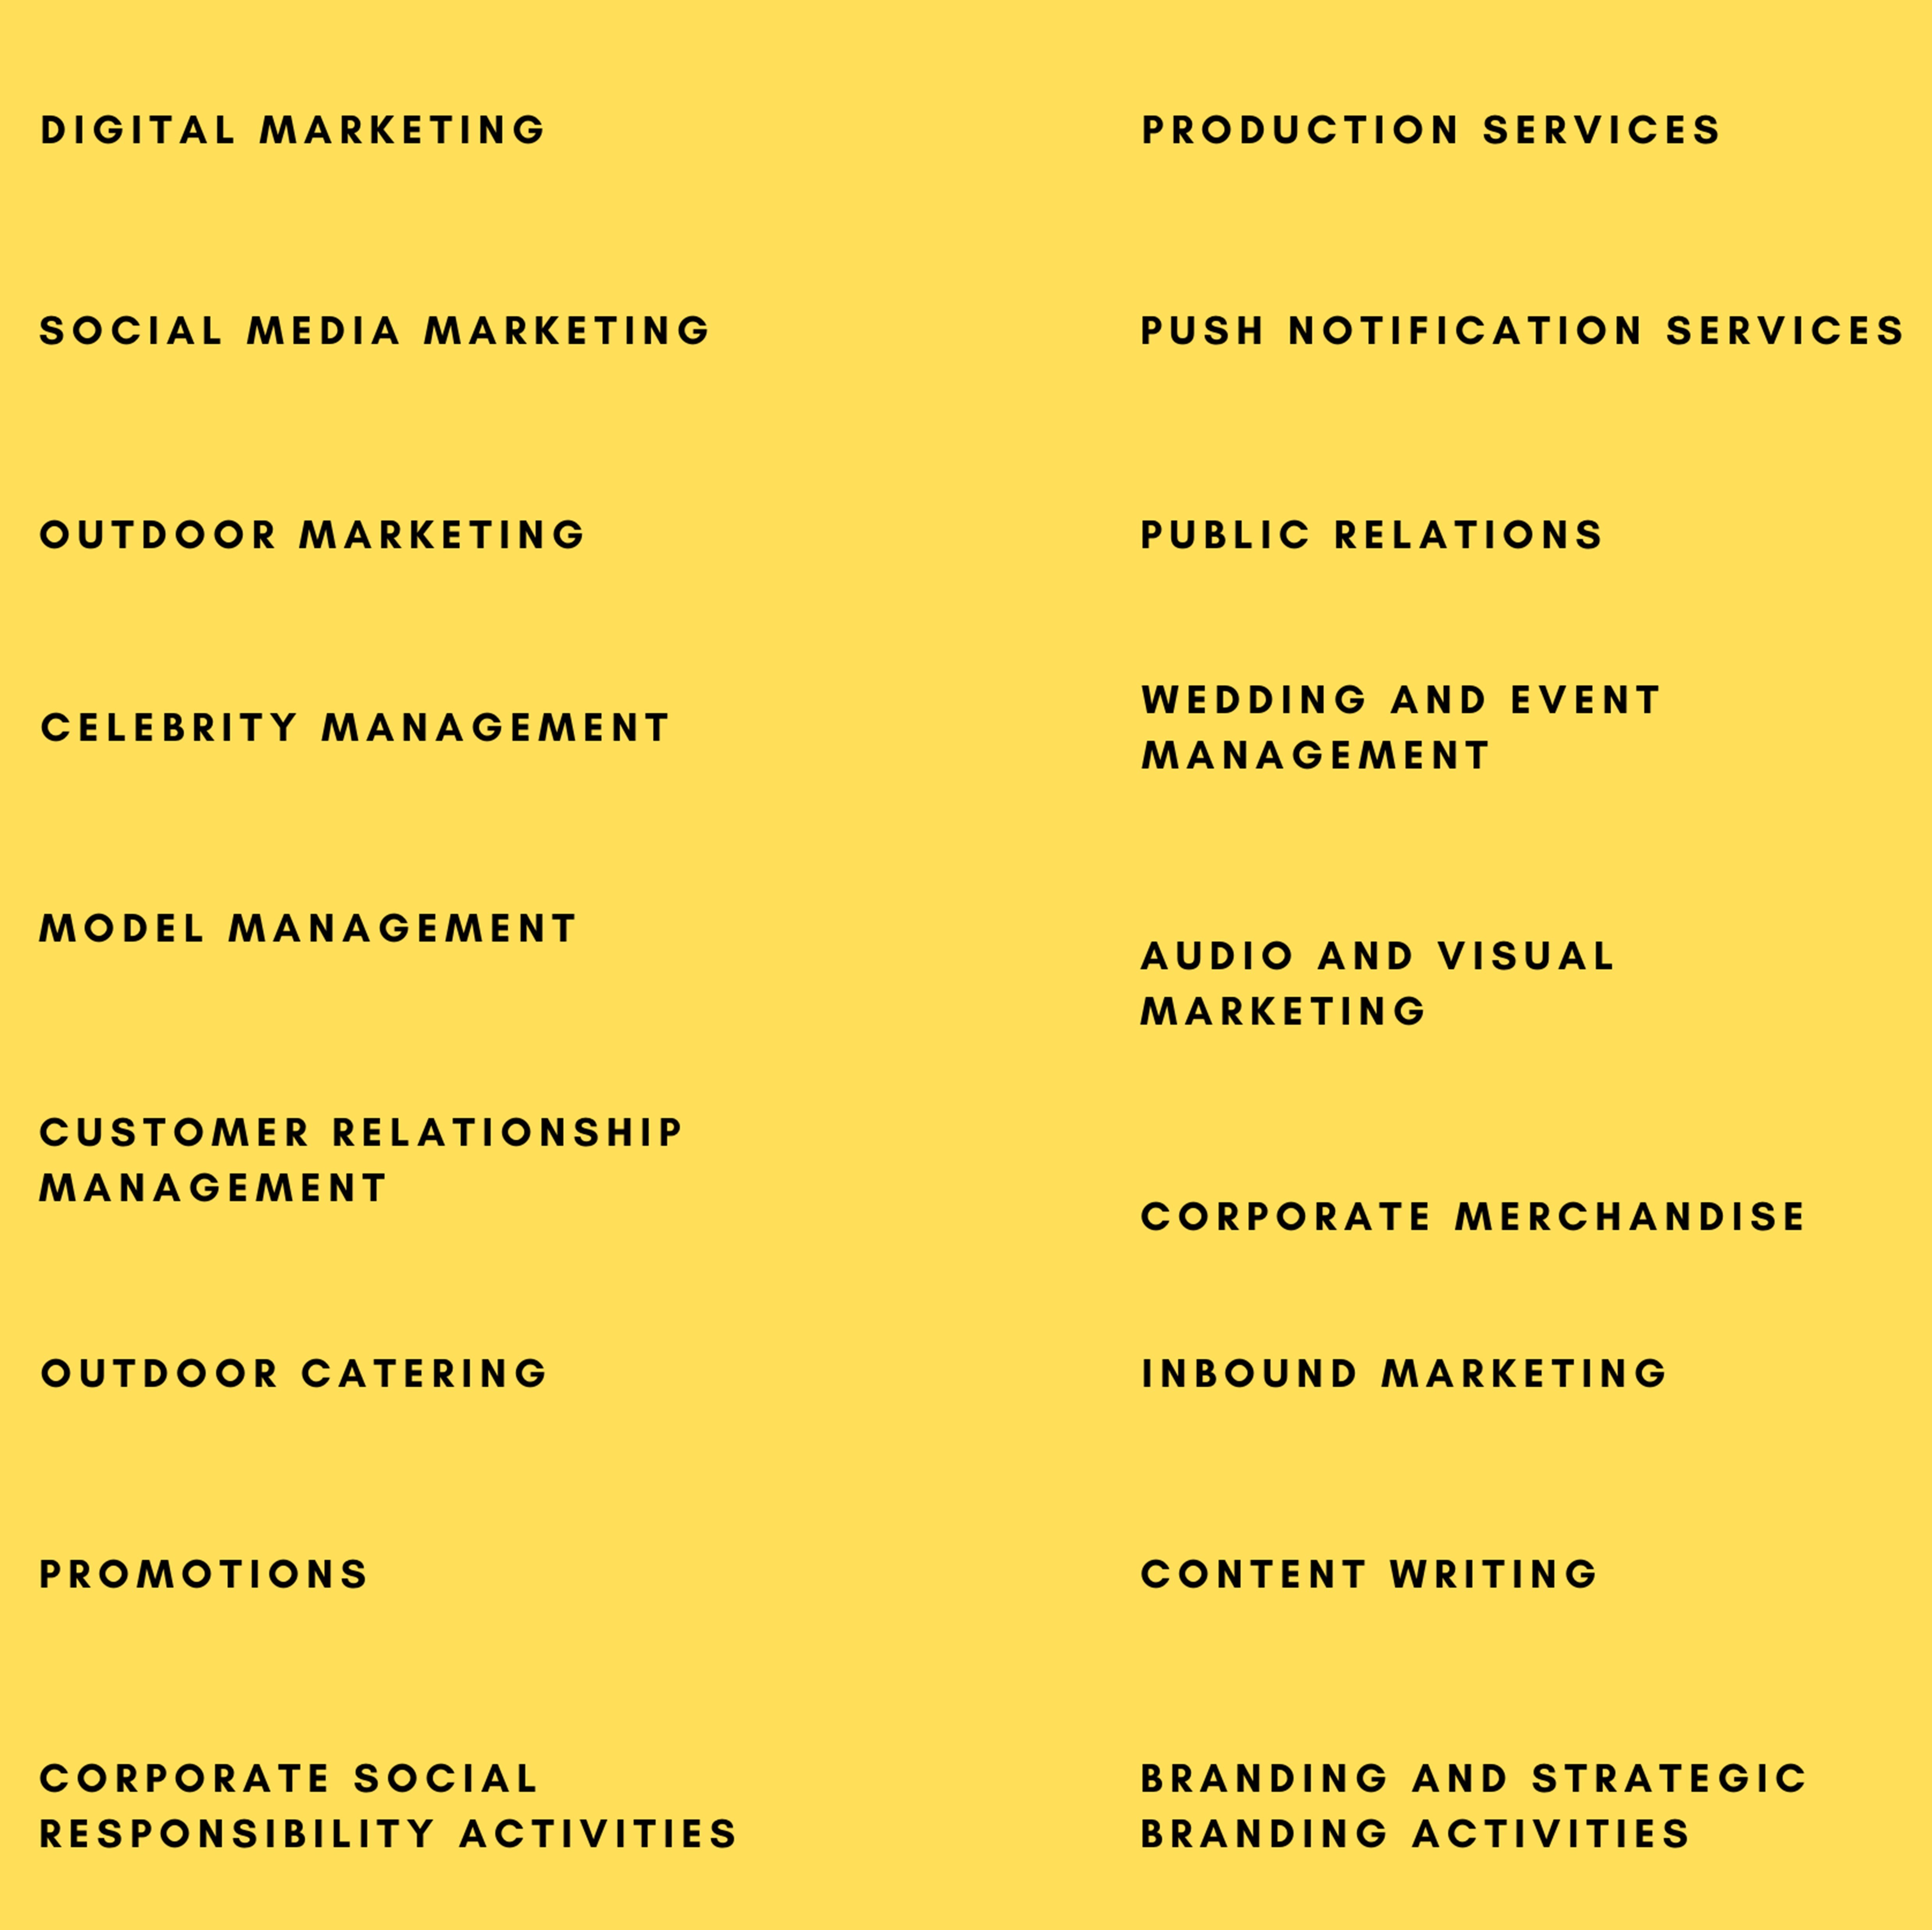 DIGITAL MARKETING
SOCIAL MEDIA MARKETING
OUTDOOR MARKETING
CELEBRITY MANAGEMENT
MODEL MANAGEMENT
CUSTOMER RELATIONSHIP
MANAGEMENT
OUTDOOR CATERING
PROMOTIONS
CORPORATE SOCIAL
RESPONSIBILITY ACTIVITIES
PRODUCTION SERVICES
PUSH NOTIFICATION SERVICES
PUBLIC RELATIONS
WEDDING AND EVENT
MANAGEMENT
AUDIO AND VISUAL
MARKETING
CORPORATE MERCHANDISE
INBOUND MARKETING
CONTENT WRITING
BRANDING AND STRATEGIC
BRANDING ACTIVITIES